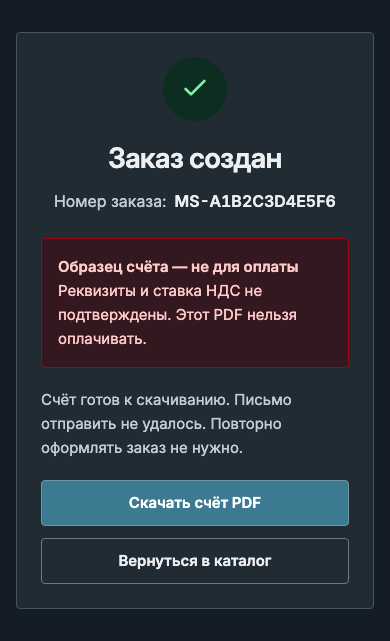 Заказ создан
Номер заказа: MS-A1B2C3D4E5F6
Образец счёта — не для оплаты
Реквизиты и ставка НДС не
подтверждены. Этот PDF нельзя
оплачивать.
Счёт готов к скачиванию. Письмо
отправить не удалось. Повторно
оформлять заказ не нужно.
Скачать счёт PDF
Вернуться в каталог